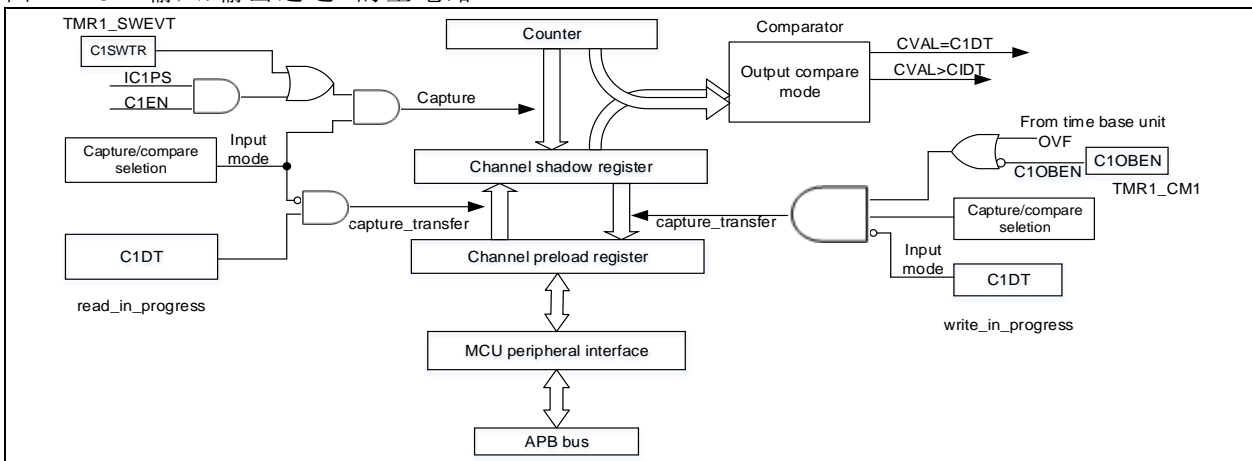 TMR1_SWEVT
C1SWTR
IC1PS
C1EN
Capture/compare
seletion
Input
mode
C1DT
read_in_progress
Capture
capture_transfer
Counter
Channel shadow register
Channel preload register
MCU peripheral interface
APB bus
Comparator
Output compare
mode
CVAL=C1DT
CVAL>CIDT
From time base unit
OVF
C1OBEN
C1OBEN
TMR1_CM1
capture_transfer
Capture/compare
seletion
Input
mode
C1DT
write_in_progress